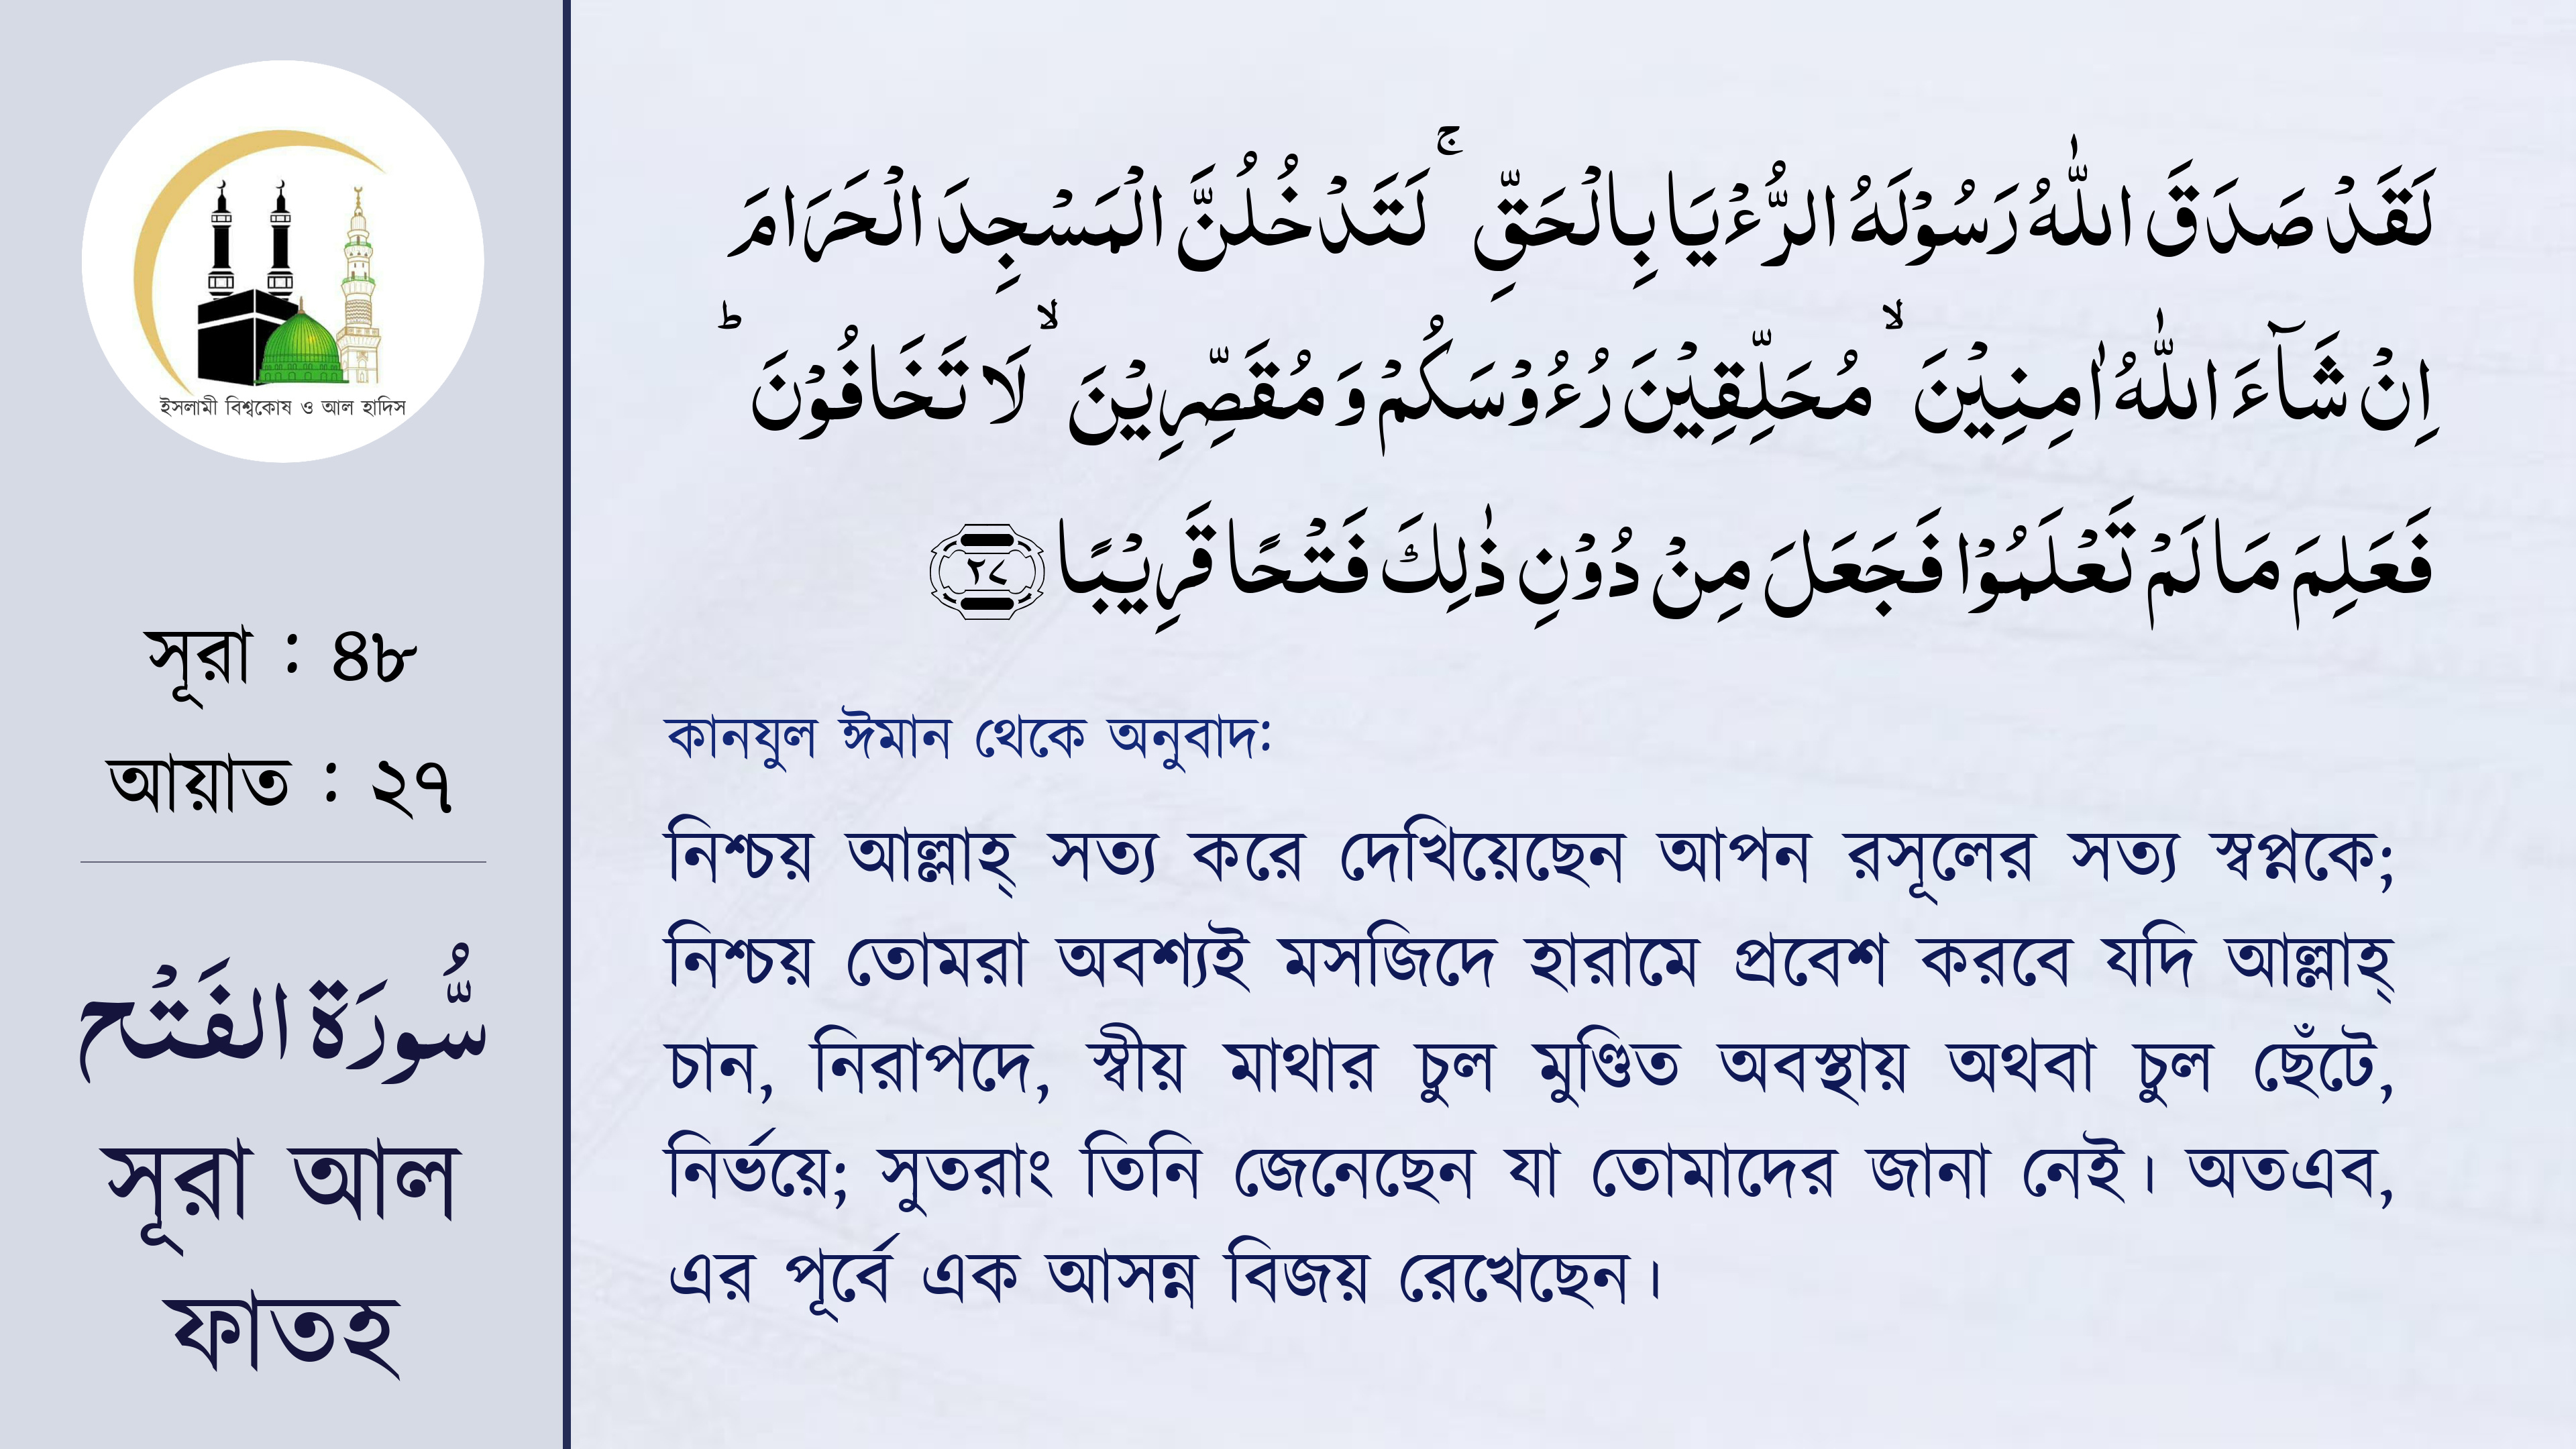 ইসলামী বিশ্বকোষ ও আল হাদিস
সূরা : ৪৮
আয়াত : ২৭
سُّورَة الفَتْح
সূরা আল
ফাতহ
لَقَدْ صَدَقَ اللّٰهُ رَسُوْلَهُ الرُّءْيَا بِالْحَقِّ ۚ لَتَدْخُلُنَّ الْمَسْجِدَ الْحَرَامَ
اِنْ شَآءَ اللّٰهُ اٰمِنِيْنَ ۙ مُحَلِّقِيْنَ رُءُوْسَكُمْ وَ مُقَصِّرِيْنَ ۙ لَا تَخَافُوْنَ ؕ
فَعَلِمَ مَا لَمْ تَعْلَمُوْا فَجَعَلَ مِنْ دُوْنِ ذٰلِكَ فَتْحًا قَرِيْبًا ﴿۲۷﴾
কানযুল ঈমান থেকে অনুবাদ:
নিশ্চয় আল্লাহ্ সত্য করে দেখিয়েছেন আপন রসূলের সত্য স্বপ্নকে;
নিশ্চয় তোমরা অবশ্যই মসজিদে হারামে প্রবেশ করবে যদি আল্লাহ্
চান, নিরাপদে, স্বীয় মাথার চুল মুণ্ডিত অবস্থায় অথবা চুল ছেঁটে,
নির্ভয়ে; সুতরাং তিনি জেনেছেন যা তোমাদের জানা নেই। অতএব,
এর পূর্বে এক আসন্ন বিজয় রেখেছেন।